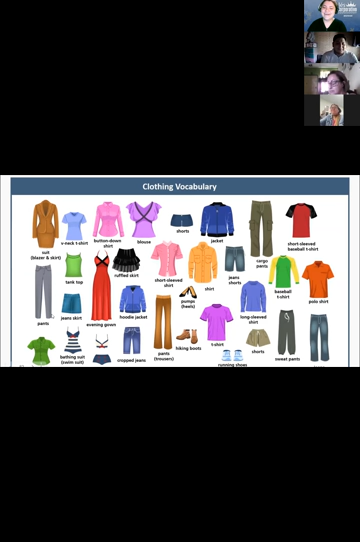 Clothing Vocabulary
suit
(blazer & skirt)
v-neck t-shirt
button-down
shirt
blouse
shorts
jacket
cargo
pants
short-sleeved
baseball t-shirt
tank top
ruffled skirt
short-sleeved
shirt
shirt
jeans
shorts
baseball
t-shirt
polo shirt
pants
jeans skirt
evening gown
hoodie jacket
pumps
(heels)
long-sleeved
shirt
bathing suit
(swim suit)
cropped jeans
pants
(trousers)
hiking boots
t-shirt
running shoes
shorts
sweat pants